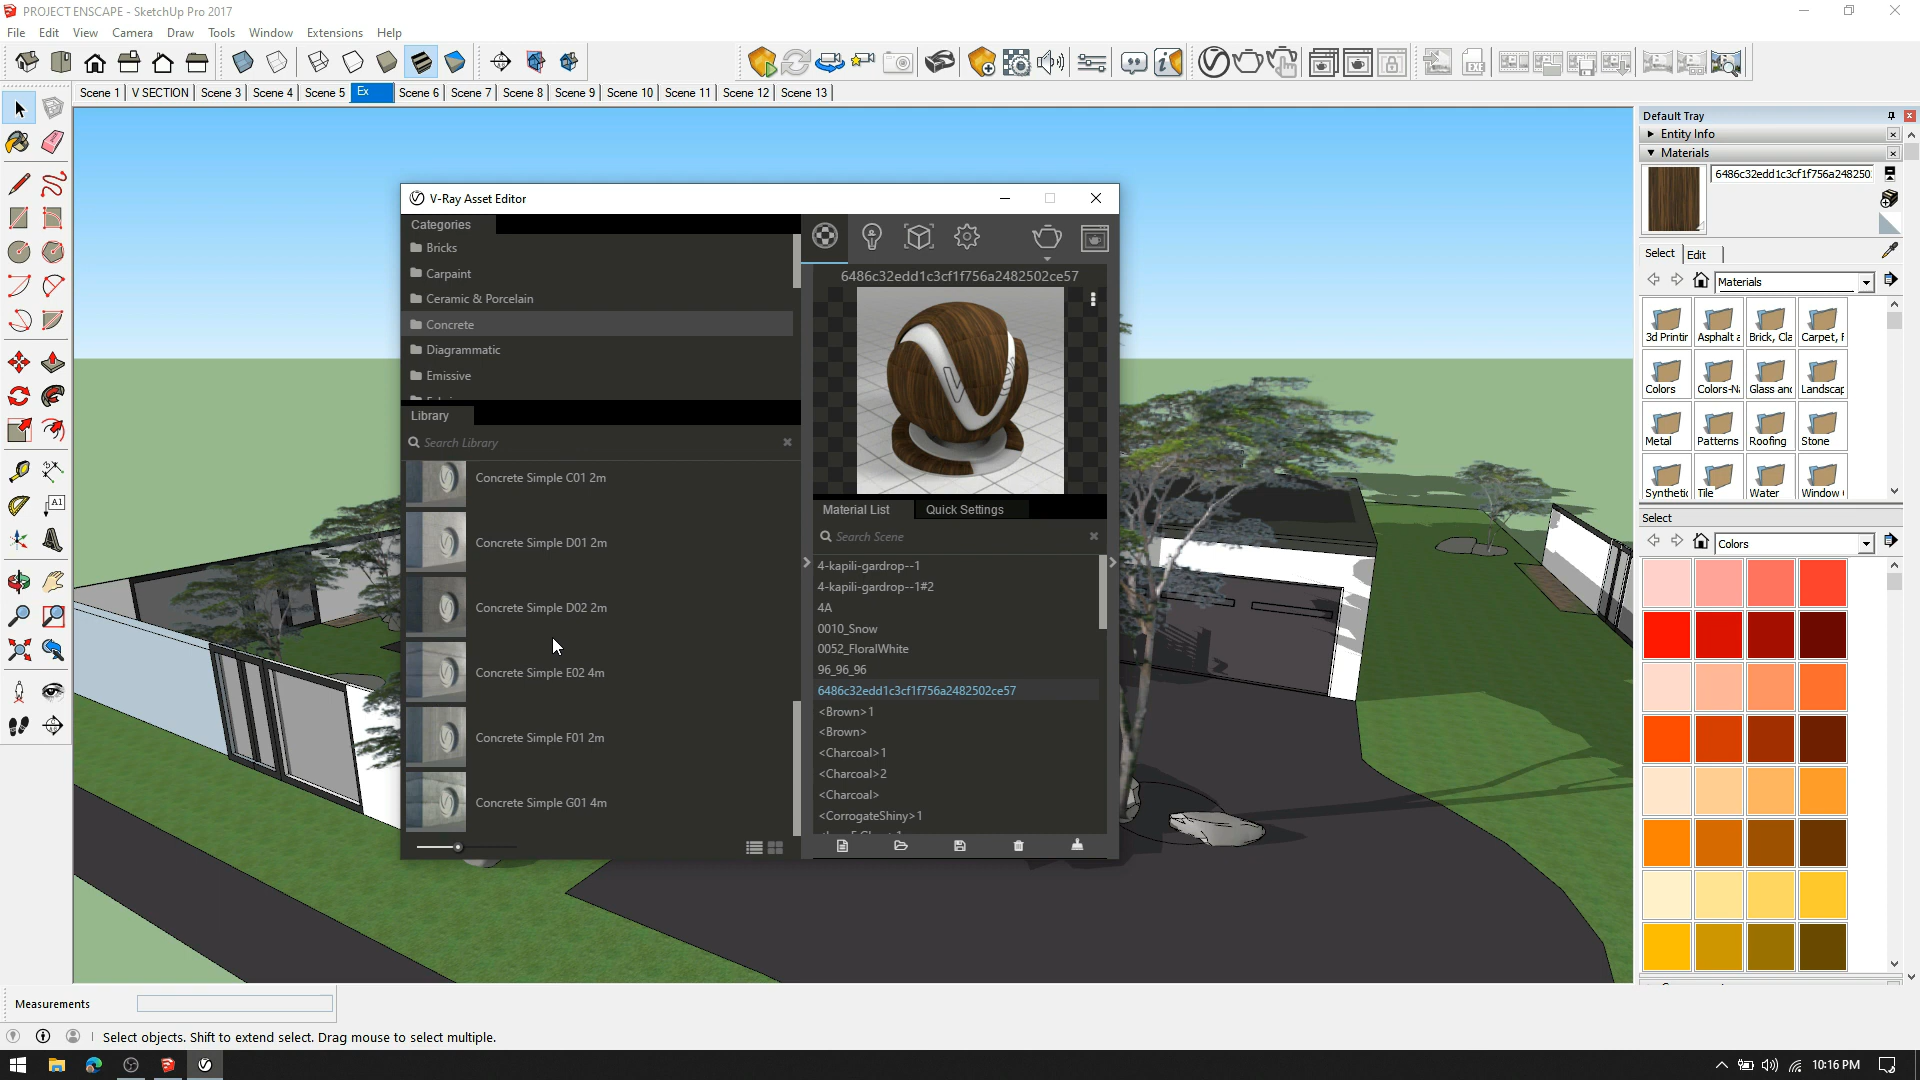 PROJECT ENSCAPE - SketchUp Pro 2017
File Edit View Camera Draw Tools Window Extensions Help
Scene 1 V SECTION Scene 3 Scene 4 Scene 5 Ex Scene 6 Scene 7 Scene 8 Scene 9 Scene 10 Scene 11 Scene 12 Scene 13
V-Ray Asset Editor
Categories
Bricks
Carpaint
Ceramic & Porcelain
Concrete
Diagrammatic
Emissive
Library
Search Library
Concrete Simple C01 2m
Concrete Simple D01 2m
Concrete Simple D02 2m
Concrete Simple E02 4m
Concrete Simple F01 2m
Concrete Simple G01 4m
6486c32edd1c3cf1f756a2482502ce57
Material List Quick Settings
Search Scene
4-kapili-gardrop--1
4-kapili-gardrop--1#2
4A
0010_Snow
0052_FloralWhite
96_96_96
6486c32edd1c3cf1f756a2482502ce57
<Brown>1
<Brown>
<Charcoal>1
<Charcoal>2
<Charcoal>
<CorrogateShiny>1
Default Tray
Entity Info
Materials
6486c32edd1c3cf1f756a248250
Select Edit
Materials
3d Printir Asphalt a Brick, Cla Carpet, F
Colors Colors-Na Glass and Landscap
Metal Patterns Roofing Stone
Synthetic Tile Water Window
Select
Colors
Measurements
Select objects. Shift to extend select. Drag mouse to select multiple.
10:16 PM